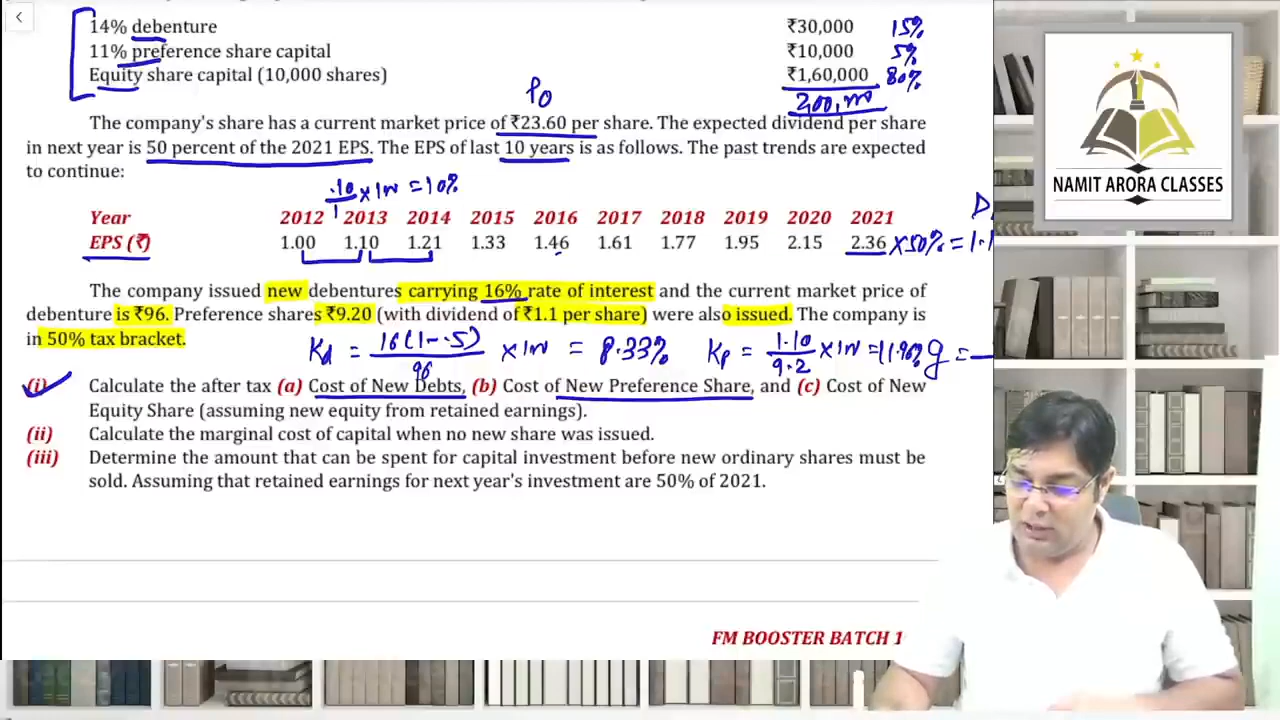 14% debenture ₹30,000 15%
11% preference share capital ₹10,000 5%
Equity share capital (10,000 shares) ₹1,60,000 80%
P0 2,00,000
The company's share has a current market price of ₹23.60 per share. The expected dividend per share
in next year is 50 percent of the 2021 EPS. The EPS of last 10 years is as follows. The past trends are expected
to continue:
.10/1 × 100 = 10%
Year 2012 2013 2014 2015 2016 2017 2018 2019 2020 2021
EPS (₹) 1.00 1.10 1.21 1.33 1.46 1.61 1.77 1.95 2.15 2.36 ×50% = 1.1
The company issued new debentures carrying 16% rate of interest and the current market price of
debenture is ₹96. Preference shares ₹9.20 (with dividend of ₹1.1 per share) were also issued. The company is
in 50% tax bracket.
Kd = 16(1-.5)/96 × 100 = 8.33% Kp = 1.10/9.2 × 100 = 11.96% g =
(i) Calculate the after tax (a) Cost of New Debts, (b) Cost of New Preference Share, and (c) Cost of New
Equity Share (assuming new equity from retained earnings).
(ii) Calculate the marginal cost of capital when no new share was issued.
(iii) Determine the amount that can be spent for capital investment before new ordinary shares must be
sold. Assuming that retained earnings for next year's investment are 50% of 2021.
FM BOOSTER BATCH 1
NAMIT ARORA CLASSES